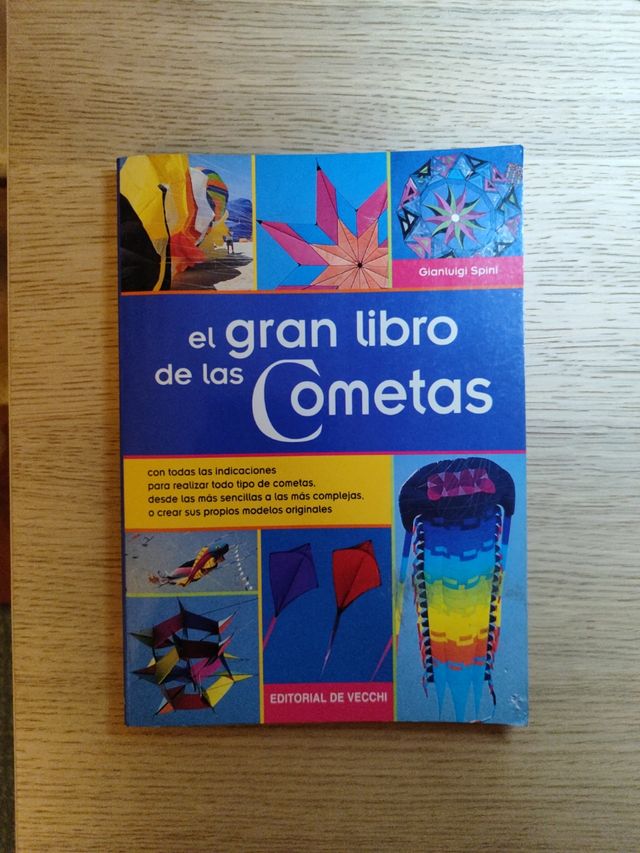 Gianluigi Spini
el gran libro
de las Cometas
con todas las indicaciones
para realizar todo tipo de cometas,
desde las más sencillas a las más complejas,
o crear sus propios modelos originales
EDITORIAL DE VECCHI